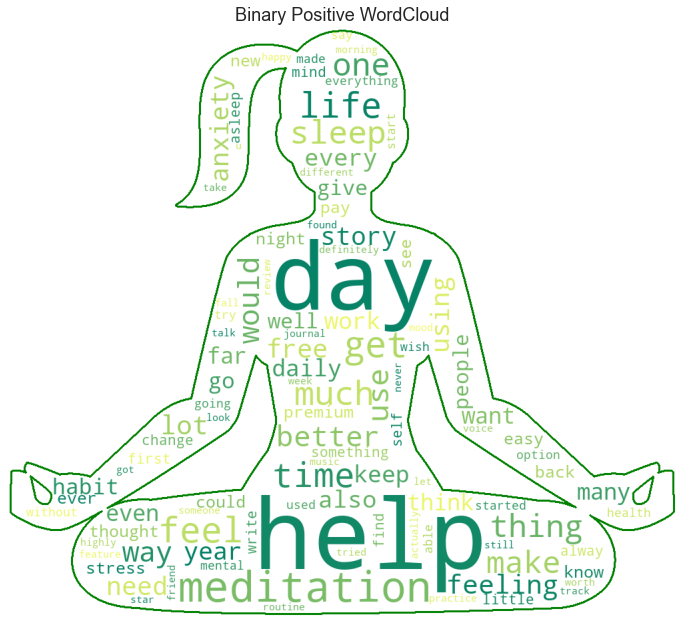 Binary Positive WordCloud
say
morning
happy
made
new
mind
one
everything
life
anxiety
asleep
sleep
start
every
different
take
give
pay
found
story
night
definitely
see
day
would
review
using
fall
try
well
work
mood
talk
journal
free
get
wish
far
people
daily
never
go
week
much
use
going
premium
look
self
want
lot
voice
change
better
easy
option
first
something
back
music
got
time
keep
let
habit
ever
many
could
used
also
think
started
without
even
someone
help
health
write
find
actually
able
thing
thought
feel
highly
still
way
year
tried
alway
feature
make
mental
stress
know
friend
meditation
feeling
worth
need
track
practice
star
little
routine